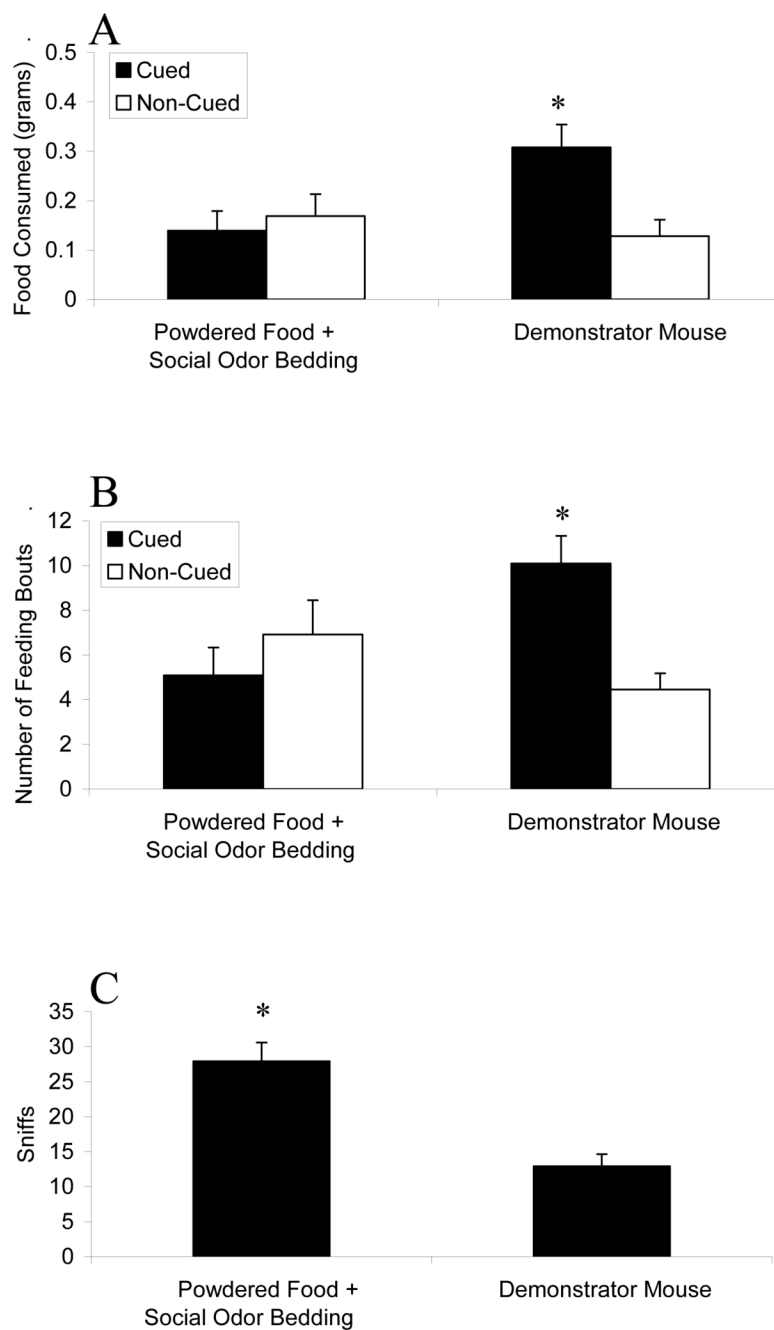 A
Food Consumed (grams)
.
0.5
0.4
0.3
0.2
0.1
0
Cued
Non-Cued
*
Powdered Food +
Social Odor Bedding
Demonstrator Mouse
B
Number of Feeding Bouts
.
12
10
8
6
4
2
0
Cued
Non-Cued
*
Powdered Food +
Social Odor Bedding
Demonstrator Mouse
C
Sniffs
35
30
25
20
15
10
5
0
*
Powdered Food +
Social Odor Bedding
Demonstrator Mouse